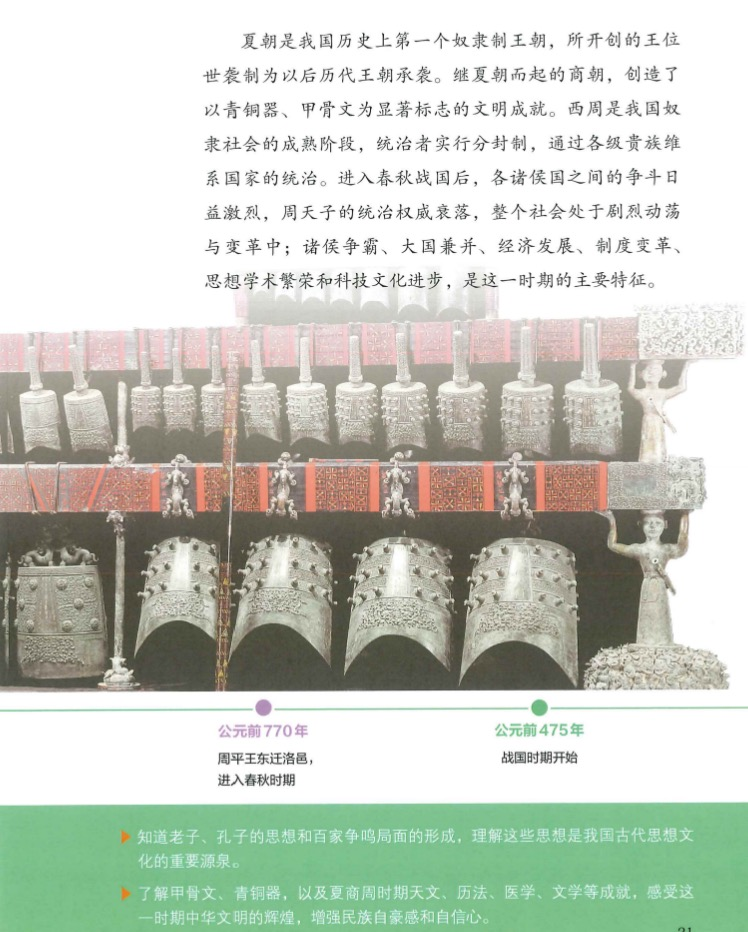 夏朝是我国历史上第一个奴隶制王朝，所开创的王位
世袭制为以后历代王朝承袭。继夏朝而起的商朝，创造了
以青铜器、甲骨文为显著标志的文明成就。西周是我国奴
隶社会的成熟阶段，统治者实行分封制，通过各级贵族维
系国家的统治。进入春秋战国后，各诸侯国之间的争斗日
益激烈，周天子的统治权威衰落，整个社会处于剧烈动荡
与变革中；诸侯争霸、大国兼并、经济发展、制度变革、
思想学术繁荣和科技文化进步，是这一时期的主要特征。
公元前770年
周平王东迁洛邑，
进入春秋时期
公元前475年
战国时期开始
▶ 知道老子、孔子的思想和百家争鸣局面的形成，理解这些思想是我国古代思想文
化的重要源泉。
▶ 了解甲骨文、青铜器，以及夏商周时期天文、历法、医学、文学等成就，感受这
一时期中华文明的辉煌，增强民族自豪感和自信心。